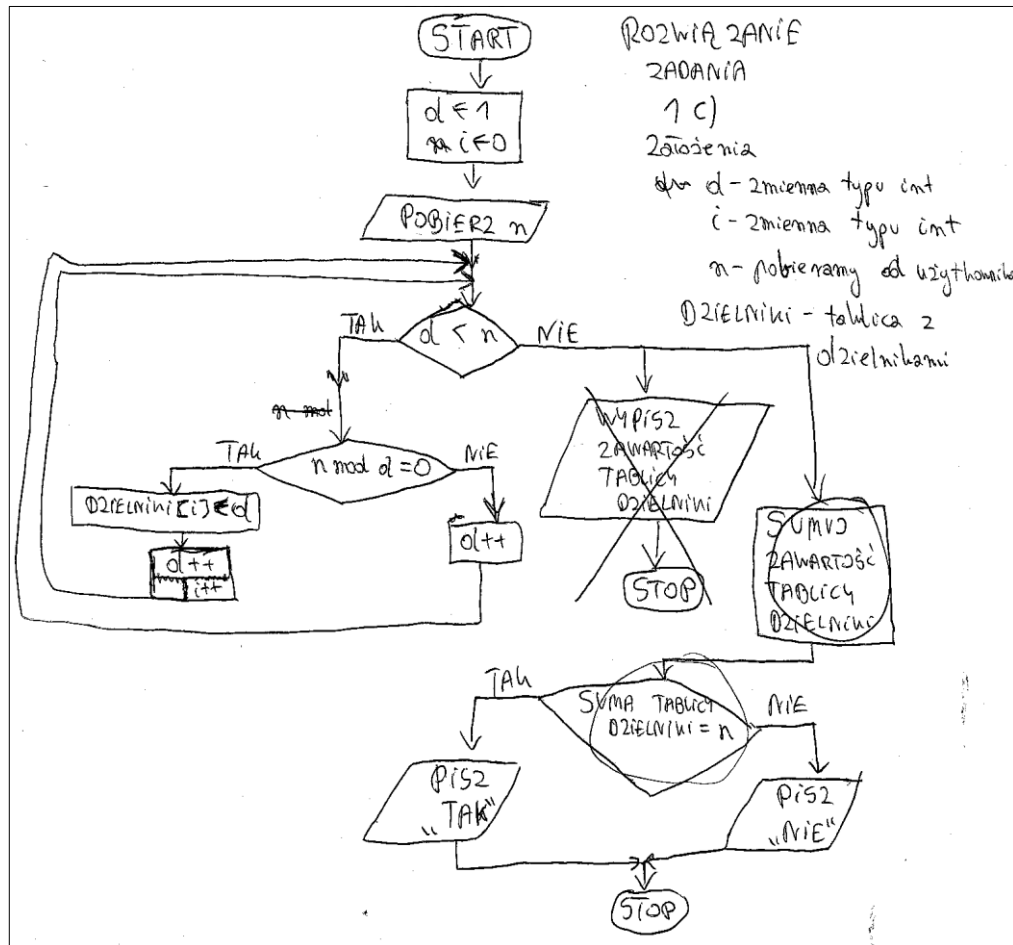 START
ROZWIĄZANIE
ZADANIA
1 c)
Założenia
d - zmienna typu int
i - zmienna typu int
n - pobieramy od użytkownika
DZIELNIKI - tablica z
dzielnikami
d ← 1
i ← 0
POBIERZ n
TAK
d < n
NIE
n mod
TAK
n mod d = 0
NIE
DZIELNIKI [i] ← d
d++
i++
d++
WYPISZ
ZAWARTOŚĆ
TABLICY
DZIELNIKI
STOP
SUMUJ
ZAWARTOŚĆ
TABLICY
DZIELNIKI
TAK
SUMA TABLICY
DZIELNIKI = n
NIE
PISZ
„TAK"
PISZ
„NIE"
STOP